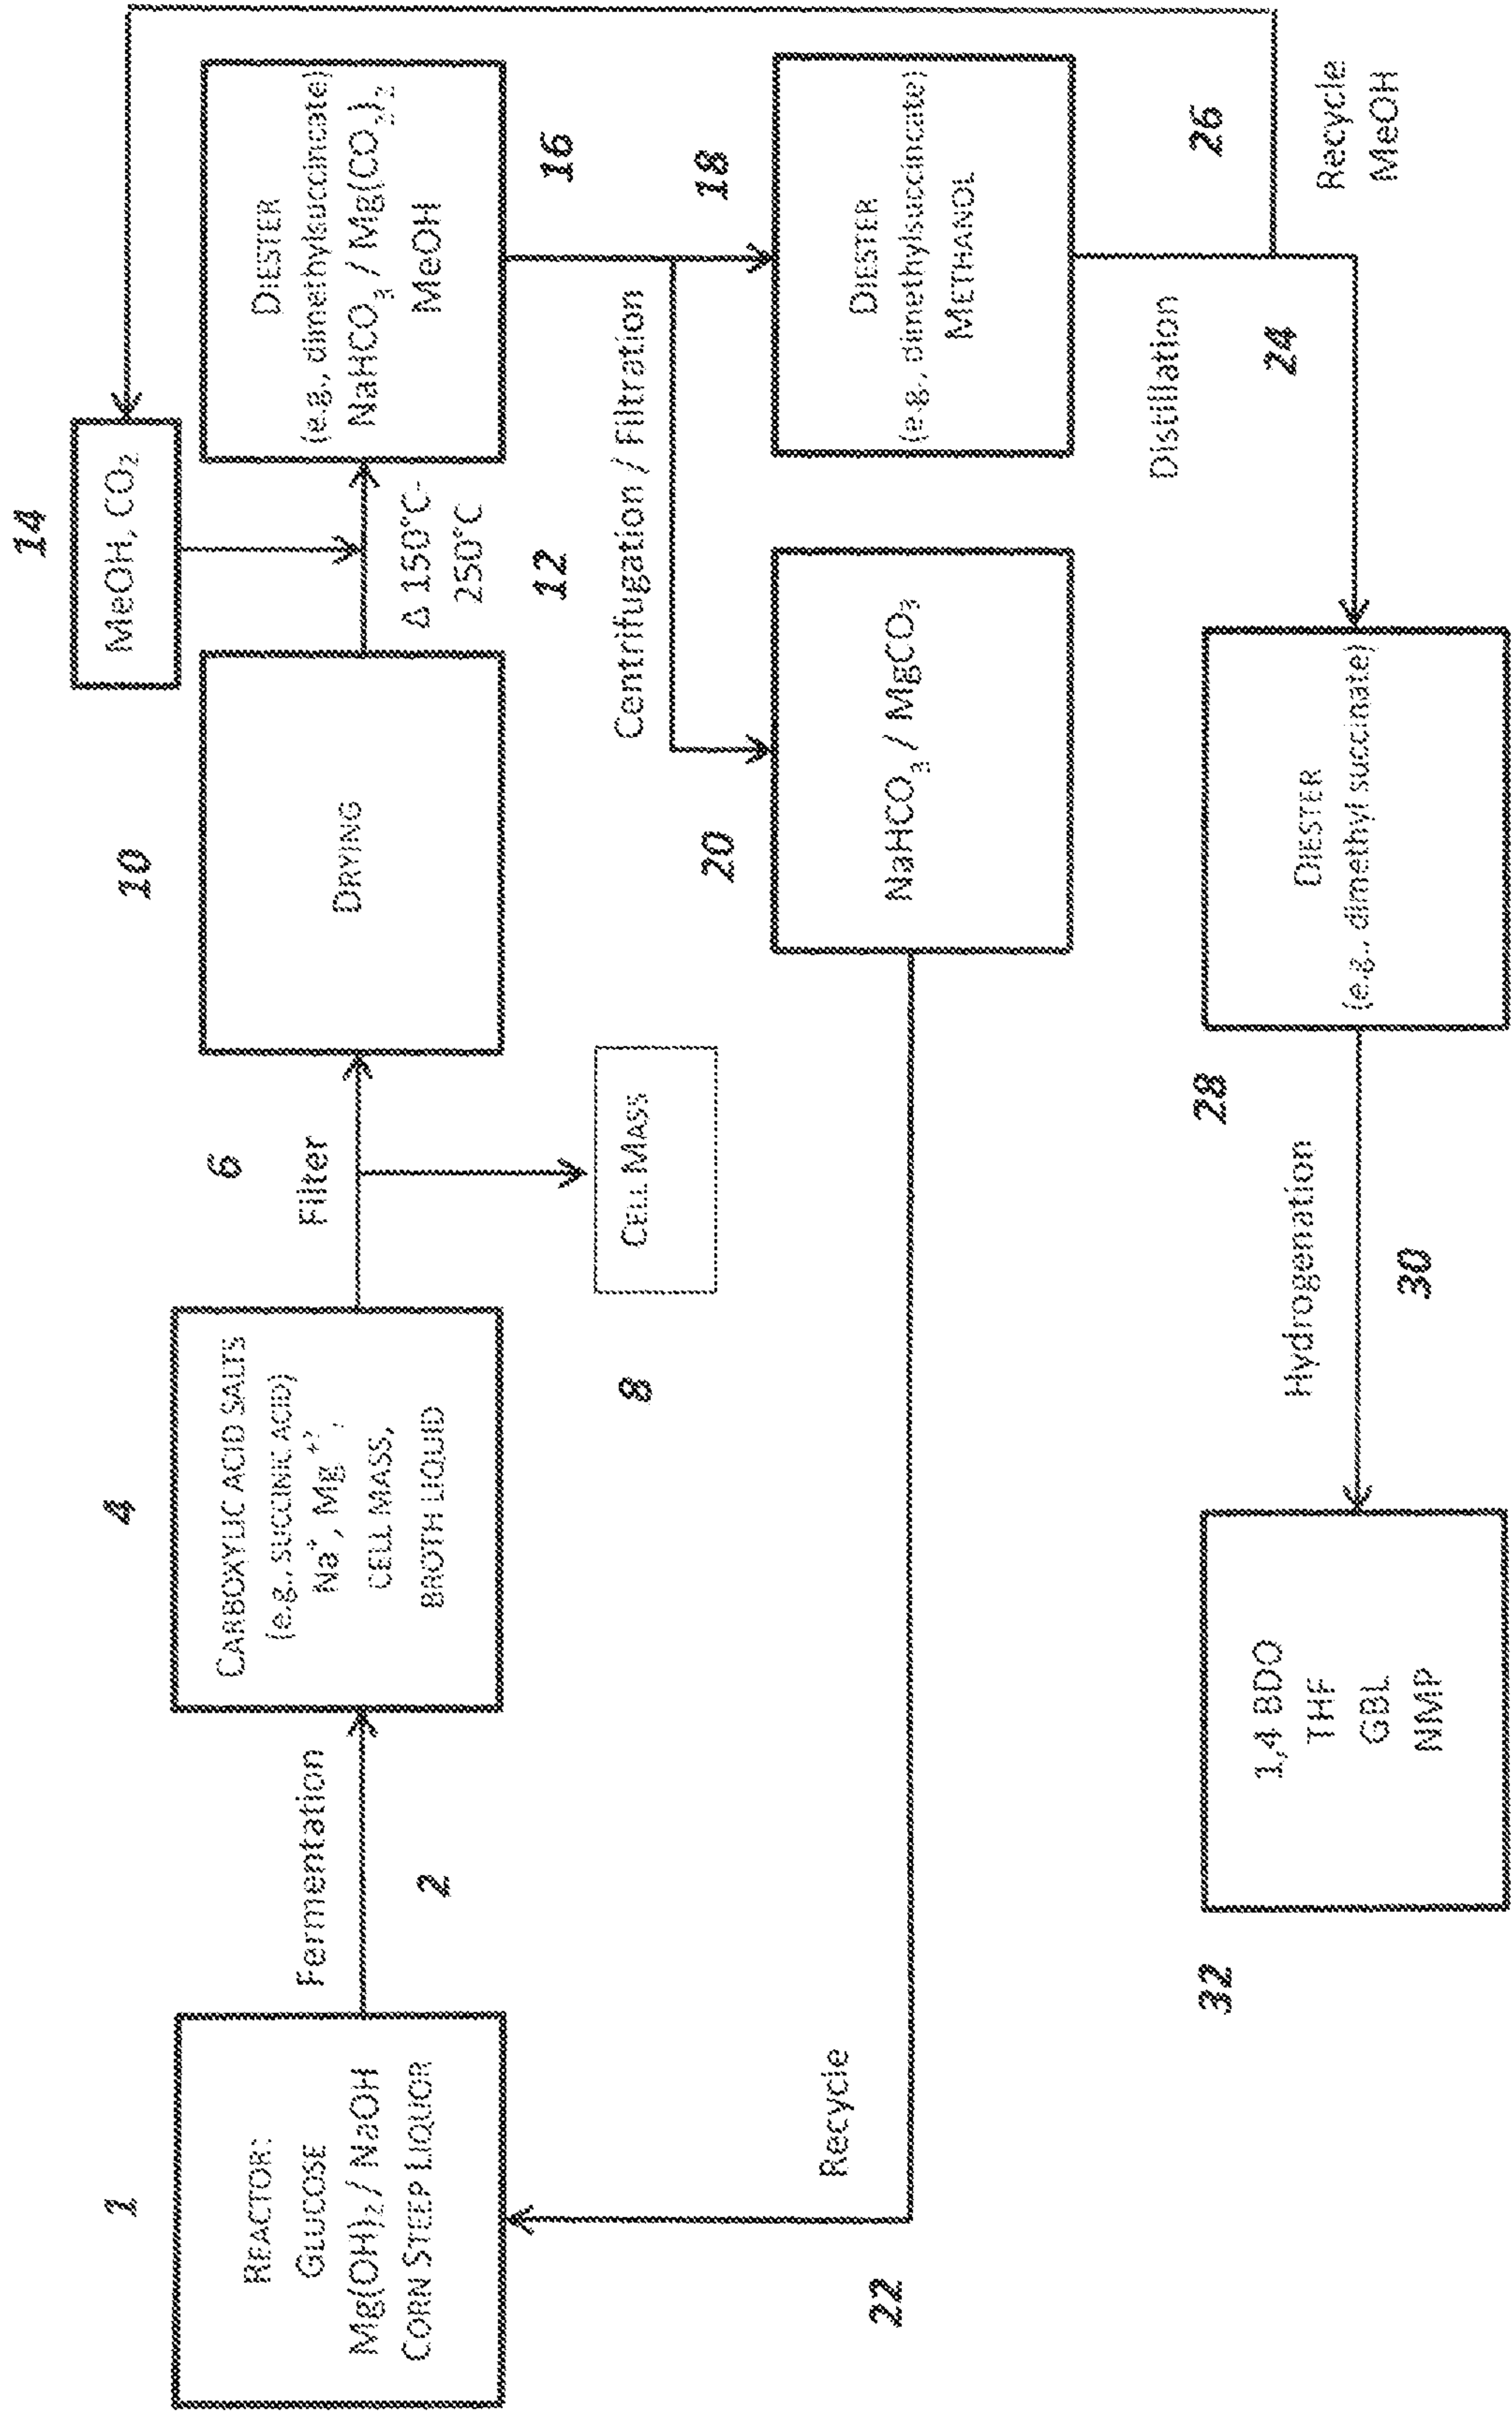 1
REACTOR:
GLUCOSE
Mg(OH)₂ / NaOH
CORN STEEP LIQUOR
Fermentation
2
4
CARBOXYLIC ACID SALTS
(e.g., SUCCINIC ACID)
Na⁺, Mg⁺²,
CELL MASS,
BROTH LIQUID
6
Filter
8
CELL MASS
10
DRYING
14
MeOH, CO₂
Δ 150°C-
250°C
12
DIESTER
(e.g., dimethylsuccincate)
NaHCO₃ / Mg(CO₃)₂
MeOH
16
Centrifugation / Filtration
18
DIESTER
(e.g., dimethylsuccincate)
METHANOL
20
NaHCO₃ / MgCO₃
Recycle
22
Distillation
24
26
Recycle
MeOH
28
DIESTER
(e.g., dimethyl succinate)
Hydrogenation
30
32
1,4 BDO
THF
GBL
NMP